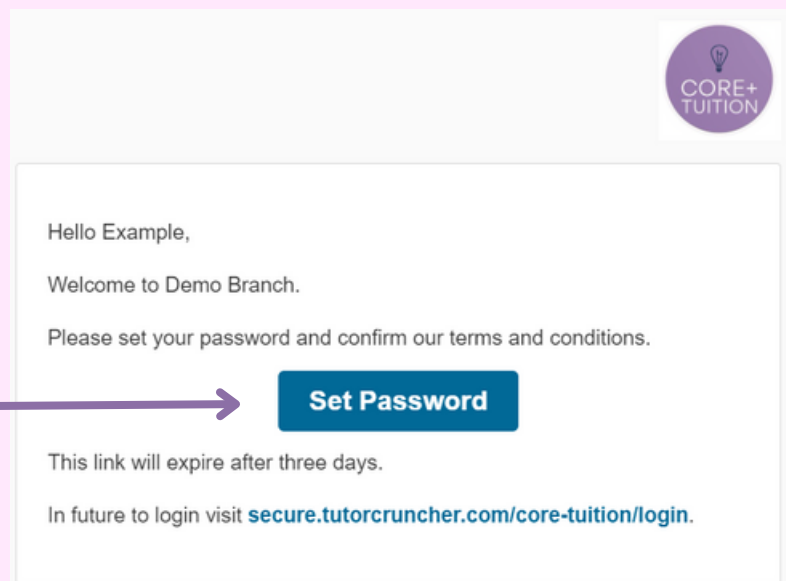 CORE+
TUITION
Hello Example,
Welcome to Demo Branch.
Please set your password and confirm our terms and conditions.
Set Password
This link will expire after three days.
In future to login visit secure.tutorcruncher.com/core-tuition/login.